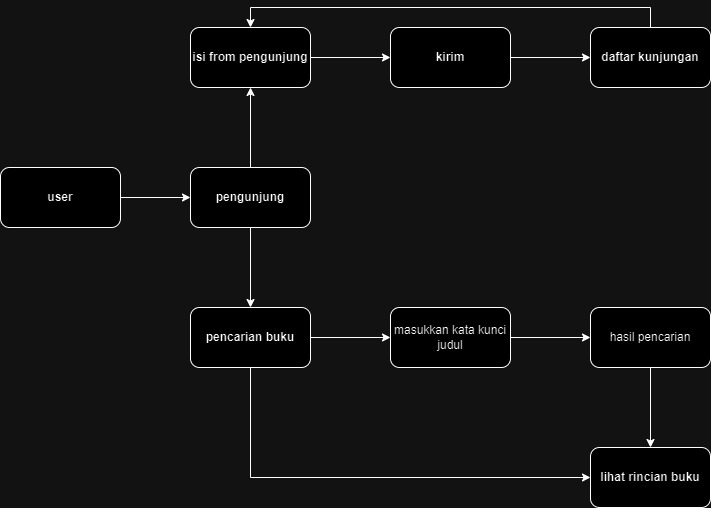 isi from pengunjung
kirim
daftar kunjungan
user
pengunjung
pencarian buku
masukkan kata kunci
judul
hasil pencarian
lihat rincian buku